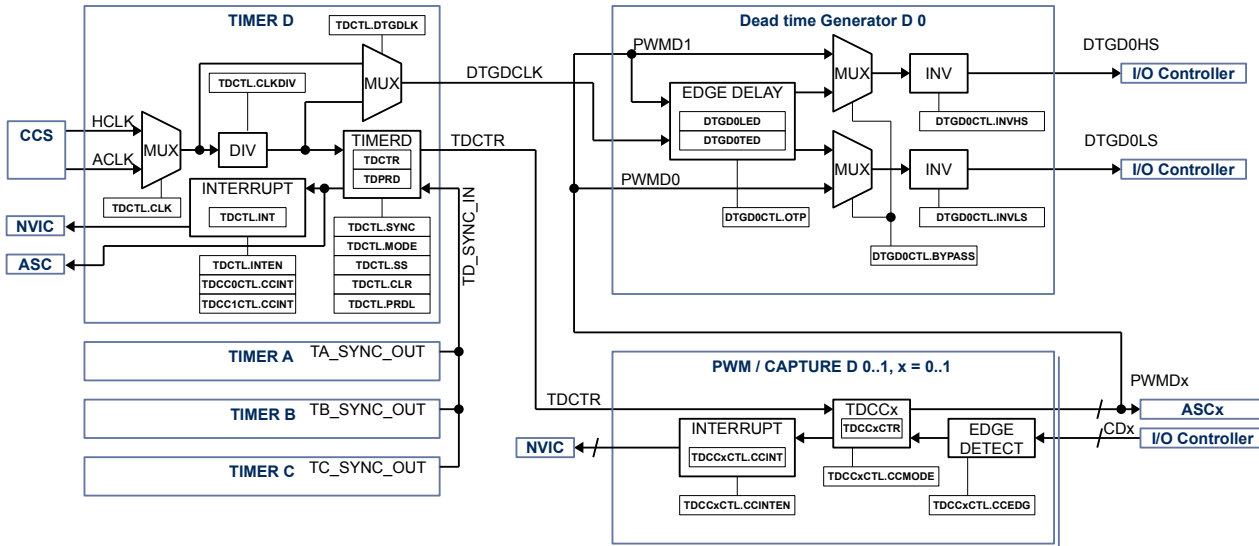 TIMER D
TDCTL.DTGDLK
MUX
TDCTL.CLKDIV
DTGDCLK
CCS
HCLK
ACLK
MUX
DIV
TDCTL.CLK
TIMERD
TDCTR
TDPRD
TDCTR
INTERRUPT
TDCTL.INT
NVIC
ASC
TDCTL.INTEN
TDCC0CTL.CCINT
TDCC1CTL.CCINT
TDCTL.SYNC
TDCTL.MODE
TDCTL.SS
TDCTL.CLR
TDCTL.PRDL
TD_SYNC_IN
TIMER A
TA_SYNC_OUT
TIMER B
TB_SYNC_OUT
TIMER C
TC_SYNC_OUT
Dead time Generator D 0
PWMD1
EDGE DELAY
DTGD0LED
DTGD0TED
DTGD0CTL.OTP
PWMD0
MUX
INV
DTGD0CTL.INVHS
DTGD0HS
I/O Controller
MUX
INV
DTGD0CTL.INVLS
DTGD0LS
I/O Controller
DTGD0CTL.BYPASS
PWM / CAPTURE D 0..1, x = 0..1
TDCTR
TDCCx
TDCCxCTR
TDCCxCTL.CCMODE
NVIC
INTERRUPT
TDCCxCTL.CCINT
TDCCxCTL.CCINTEN
EDGE
DETECT
TDCCxCTL.CCEDG
PWMDx
ASCx
CDx
I/O Controller